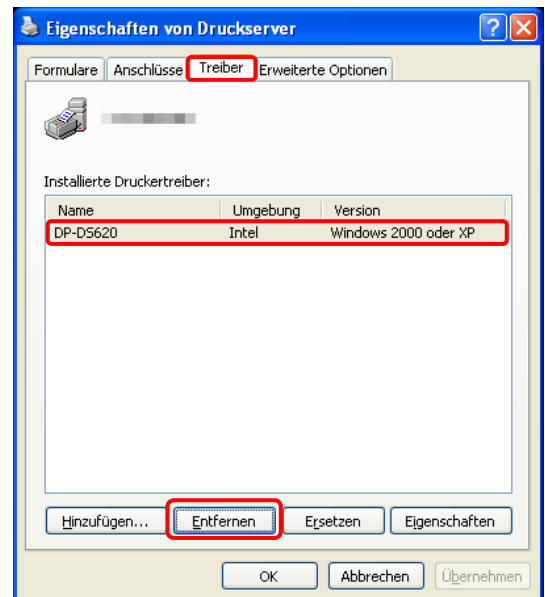 Eigenschaften von Druckserver
Formulare Anschlüsse Treiber Erweiterte Optionen
Installierte Druckertreiber:
Name Umgebung Version
DP-DS620 Intel Windows 2000 oder XP
Hinzufügen... Entfernen Ersetzen Eigenschaften
OK Abbrechen Übernehmen